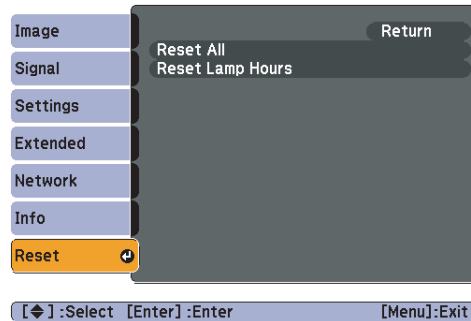 Image
Signal
Settings
Extended
Network
Info
Reset
Return
Reset All
Reset Lamp Hours
[◆] :Select [Enter] :Enter [Menu]:Exit